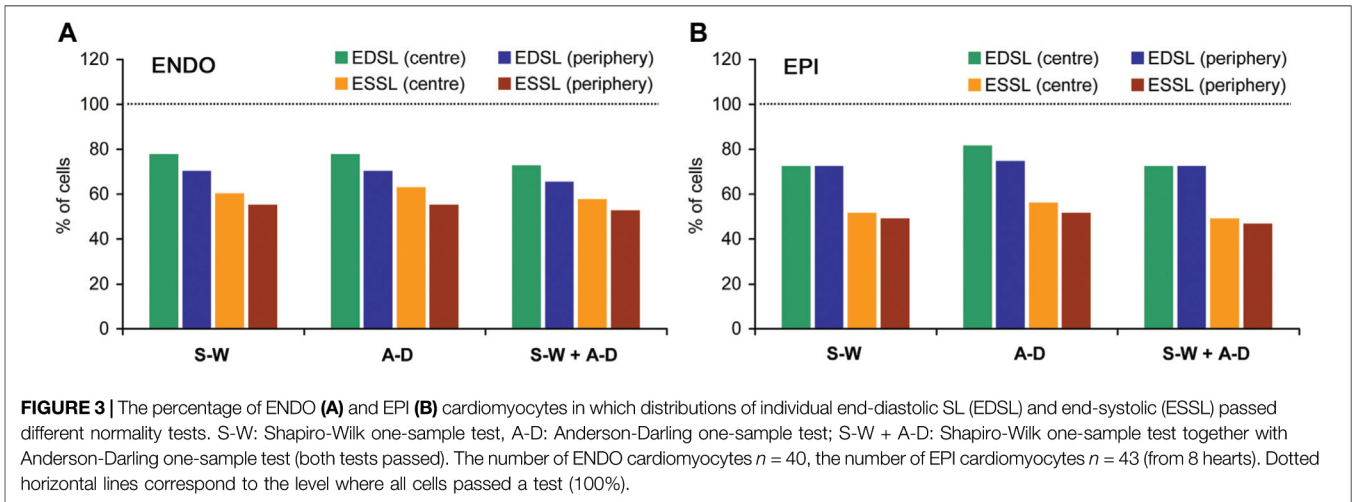 A
ENDO
EDSL (centre)
EDSL (periphery)
ESSL (centre)
ESSL (periphery)
% of cells
120
100
80
60
40
20
0
S-W
A-D
S-W + A-D
B
EPI
EDSL (centre)
EDSL (periphery)
ESSL (centre)
ESSL (periphery)
% of cells
120
100
80
60
40
20
0
S-W
A-D
S-W + A-D
FIGURE 3 | The percentage of ENDO (A) and EPI (B) cardiomyocytes in which distributions of individual end-diastolic SL (EDSL) and end-systolic (ESSL) passed
different normality tests. S-W: Shapiro-Wilk one-sample test, A-D: Anderson-Darling one-sample test; S-W + A-D: Shapiro-Wilk one-sample test together with
Anderson-Darling one-sample test (both tests passed). The number of ENDO cardiomyocytes n = 40, the number of EPI cardiomyocytes n = 43 (from 8 hearts). Dotted
horizontal lines correspond to the level where all cells passed a test (100%).